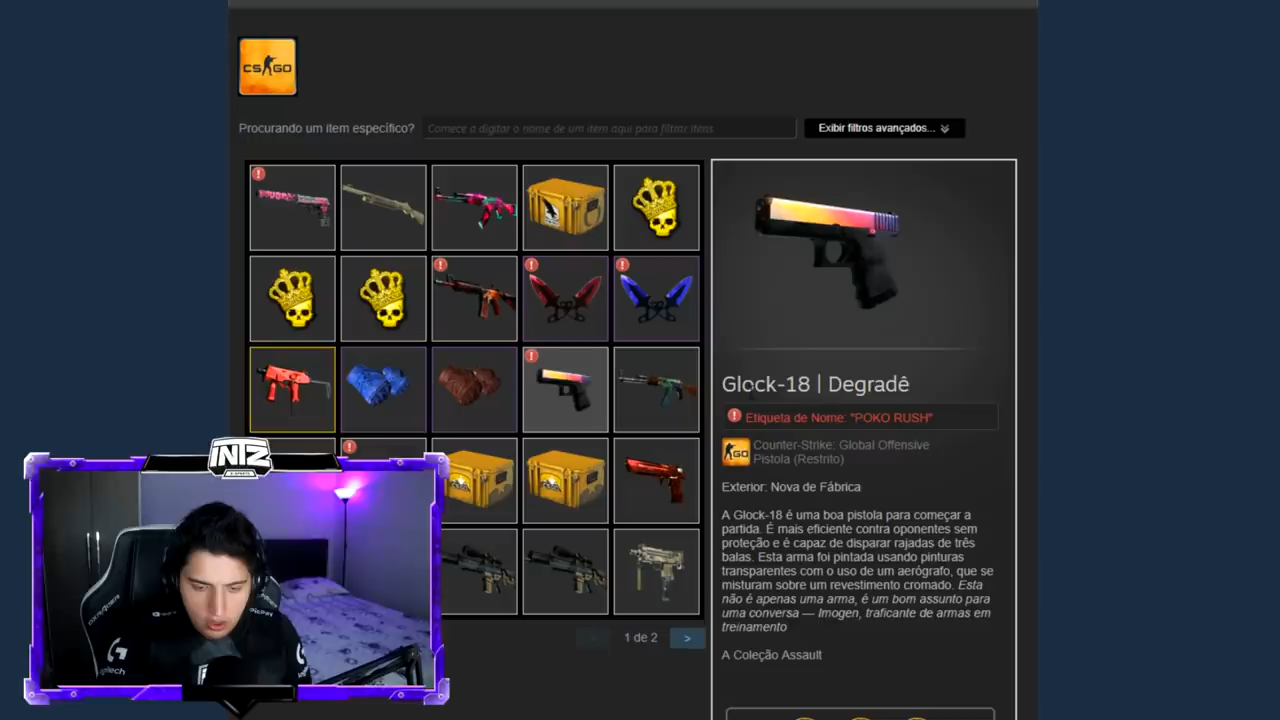 CS GO
Procurando um item específico?
Comece a digitar o nome de um item aqui para filtrar itens
Exibir filtros avançados...
Glock-18 | Degradê
Etiqueta de Nome: "POKO RUSH"
GO
Counter-Strike: Global Offensive
Pistola (Restrito)
Exterior: Nova de Fábrica
A Glock-18 é uma boa pistola para começar a
partida. É mais eficiente contra oponentes sem
proteção e é capaz de disparar rajadas de três
balas. Esta arma foi pintada usando pinturas
transparentes com o uso de um aerógrafo, que se
misturam sobre um revestimento cromado. Esta
não é apenas uma arma, é um bom assunto para
uma conversa — Imogen, traficante de armas em
treinamento
A Coleção Assault
1 de 2
>
INTZ